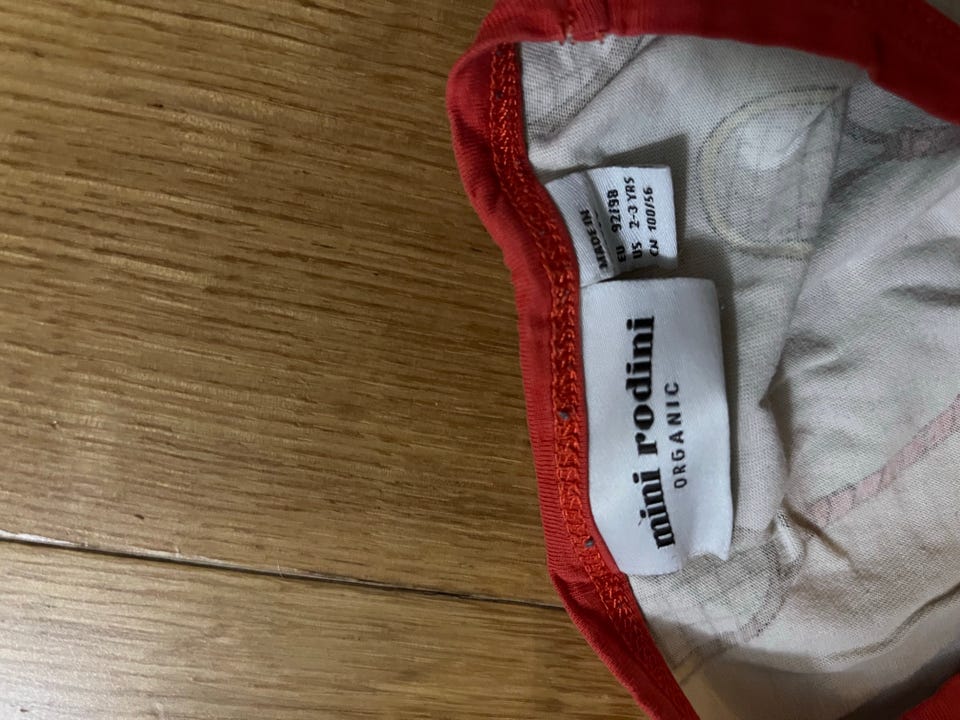 MADE IN
EU 92/98
US 2-3 YRS
CN 100/56
mini rodini
ORGANIC